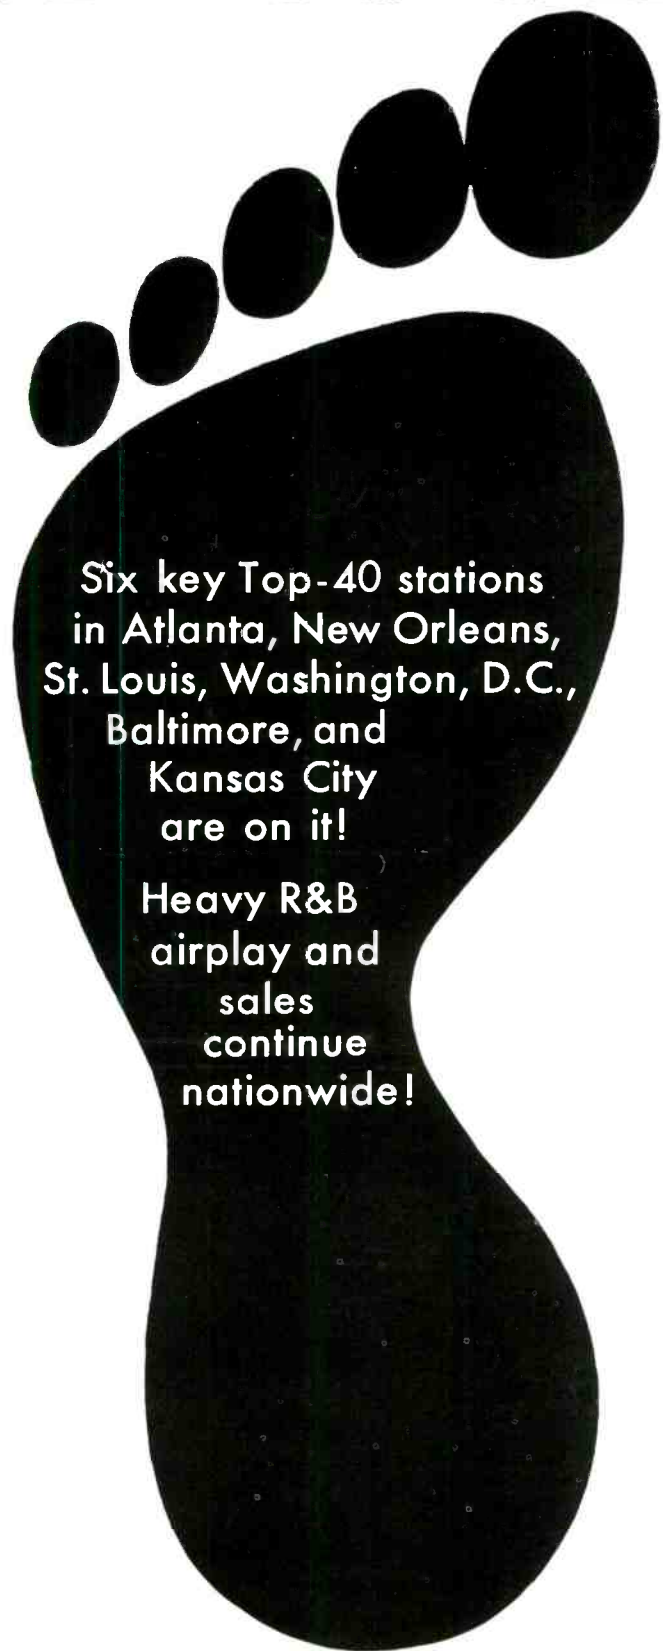 Six key Top-40 stations
in Atlanta, New Orleans,
St. Louis, Washington, D.C.,
Baltimore, and
Kansas City
are on it!
Heavy R&B
airplay and
sales
continue
nationwide!